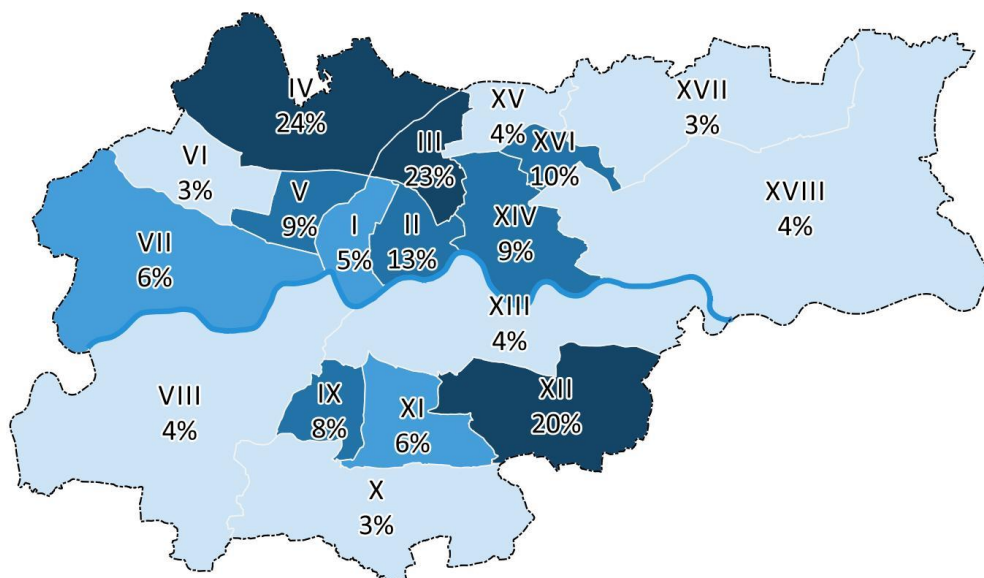 IV
24%
XV
4%
XVII
3%
III
23%
XVI
10%
VI
3%
V
9%
XVIII
4%
I
5%
II
13%
XIV
9%
VII
6%
XIII
4%
VIII
4%
IX
8%
XI
6%
XII
20%
X
3%